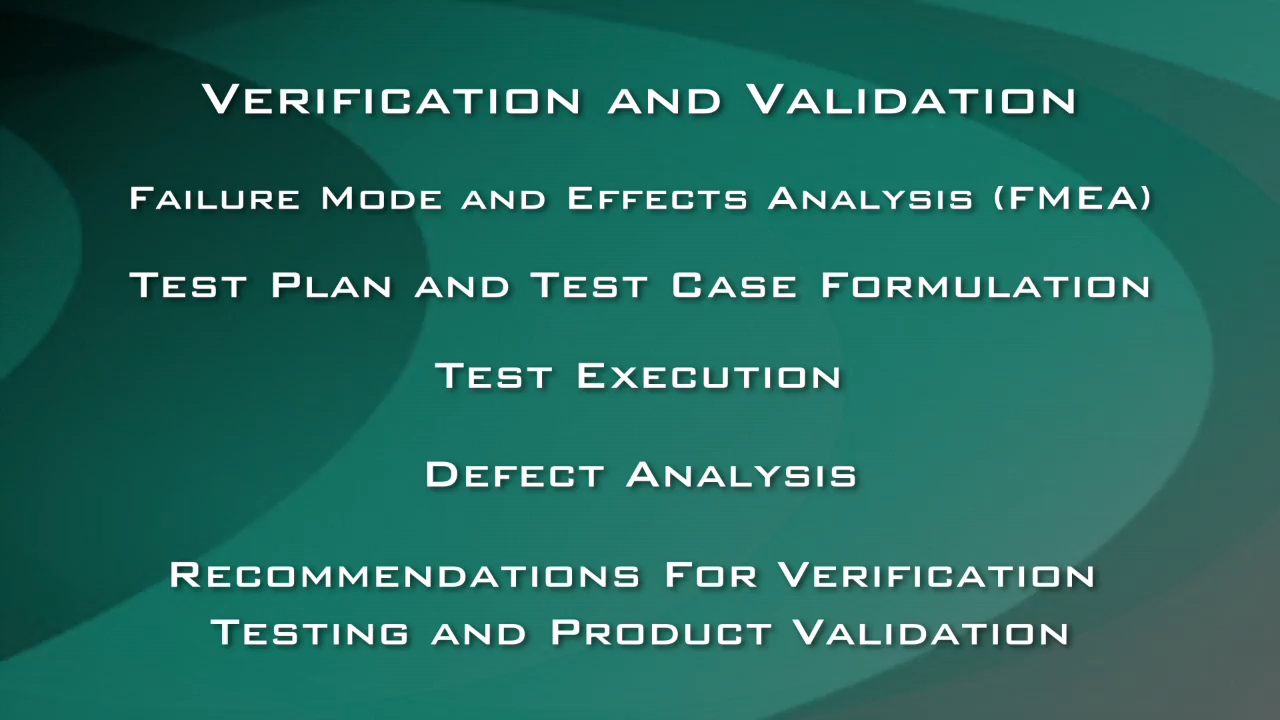 Verification and Validation
Failure Mode and Effects Analysis (FMEA)
Test Plan and Test Case Formulation
Test Execution
Defect Analysis
Recommendations For Verification
Testing and Product Validation